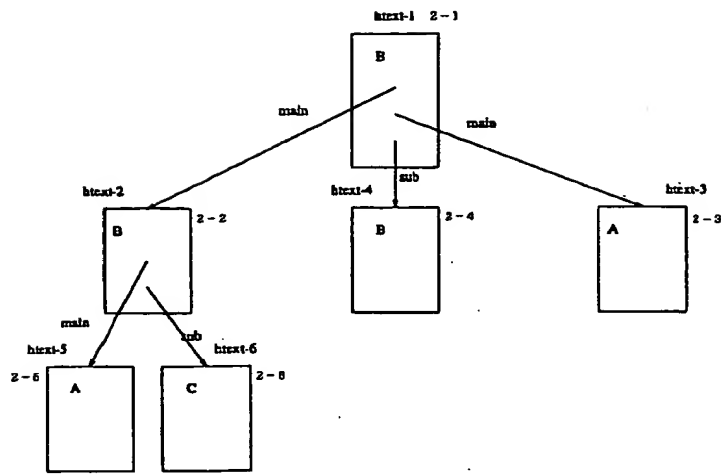 htext-1 2-1
B
main
main
sub
htext-2
htext-4
htext-3
B
2-2
B
2-4
A
2-3
main
sub
htext-5
htext-6
2-5
A
C
2-6